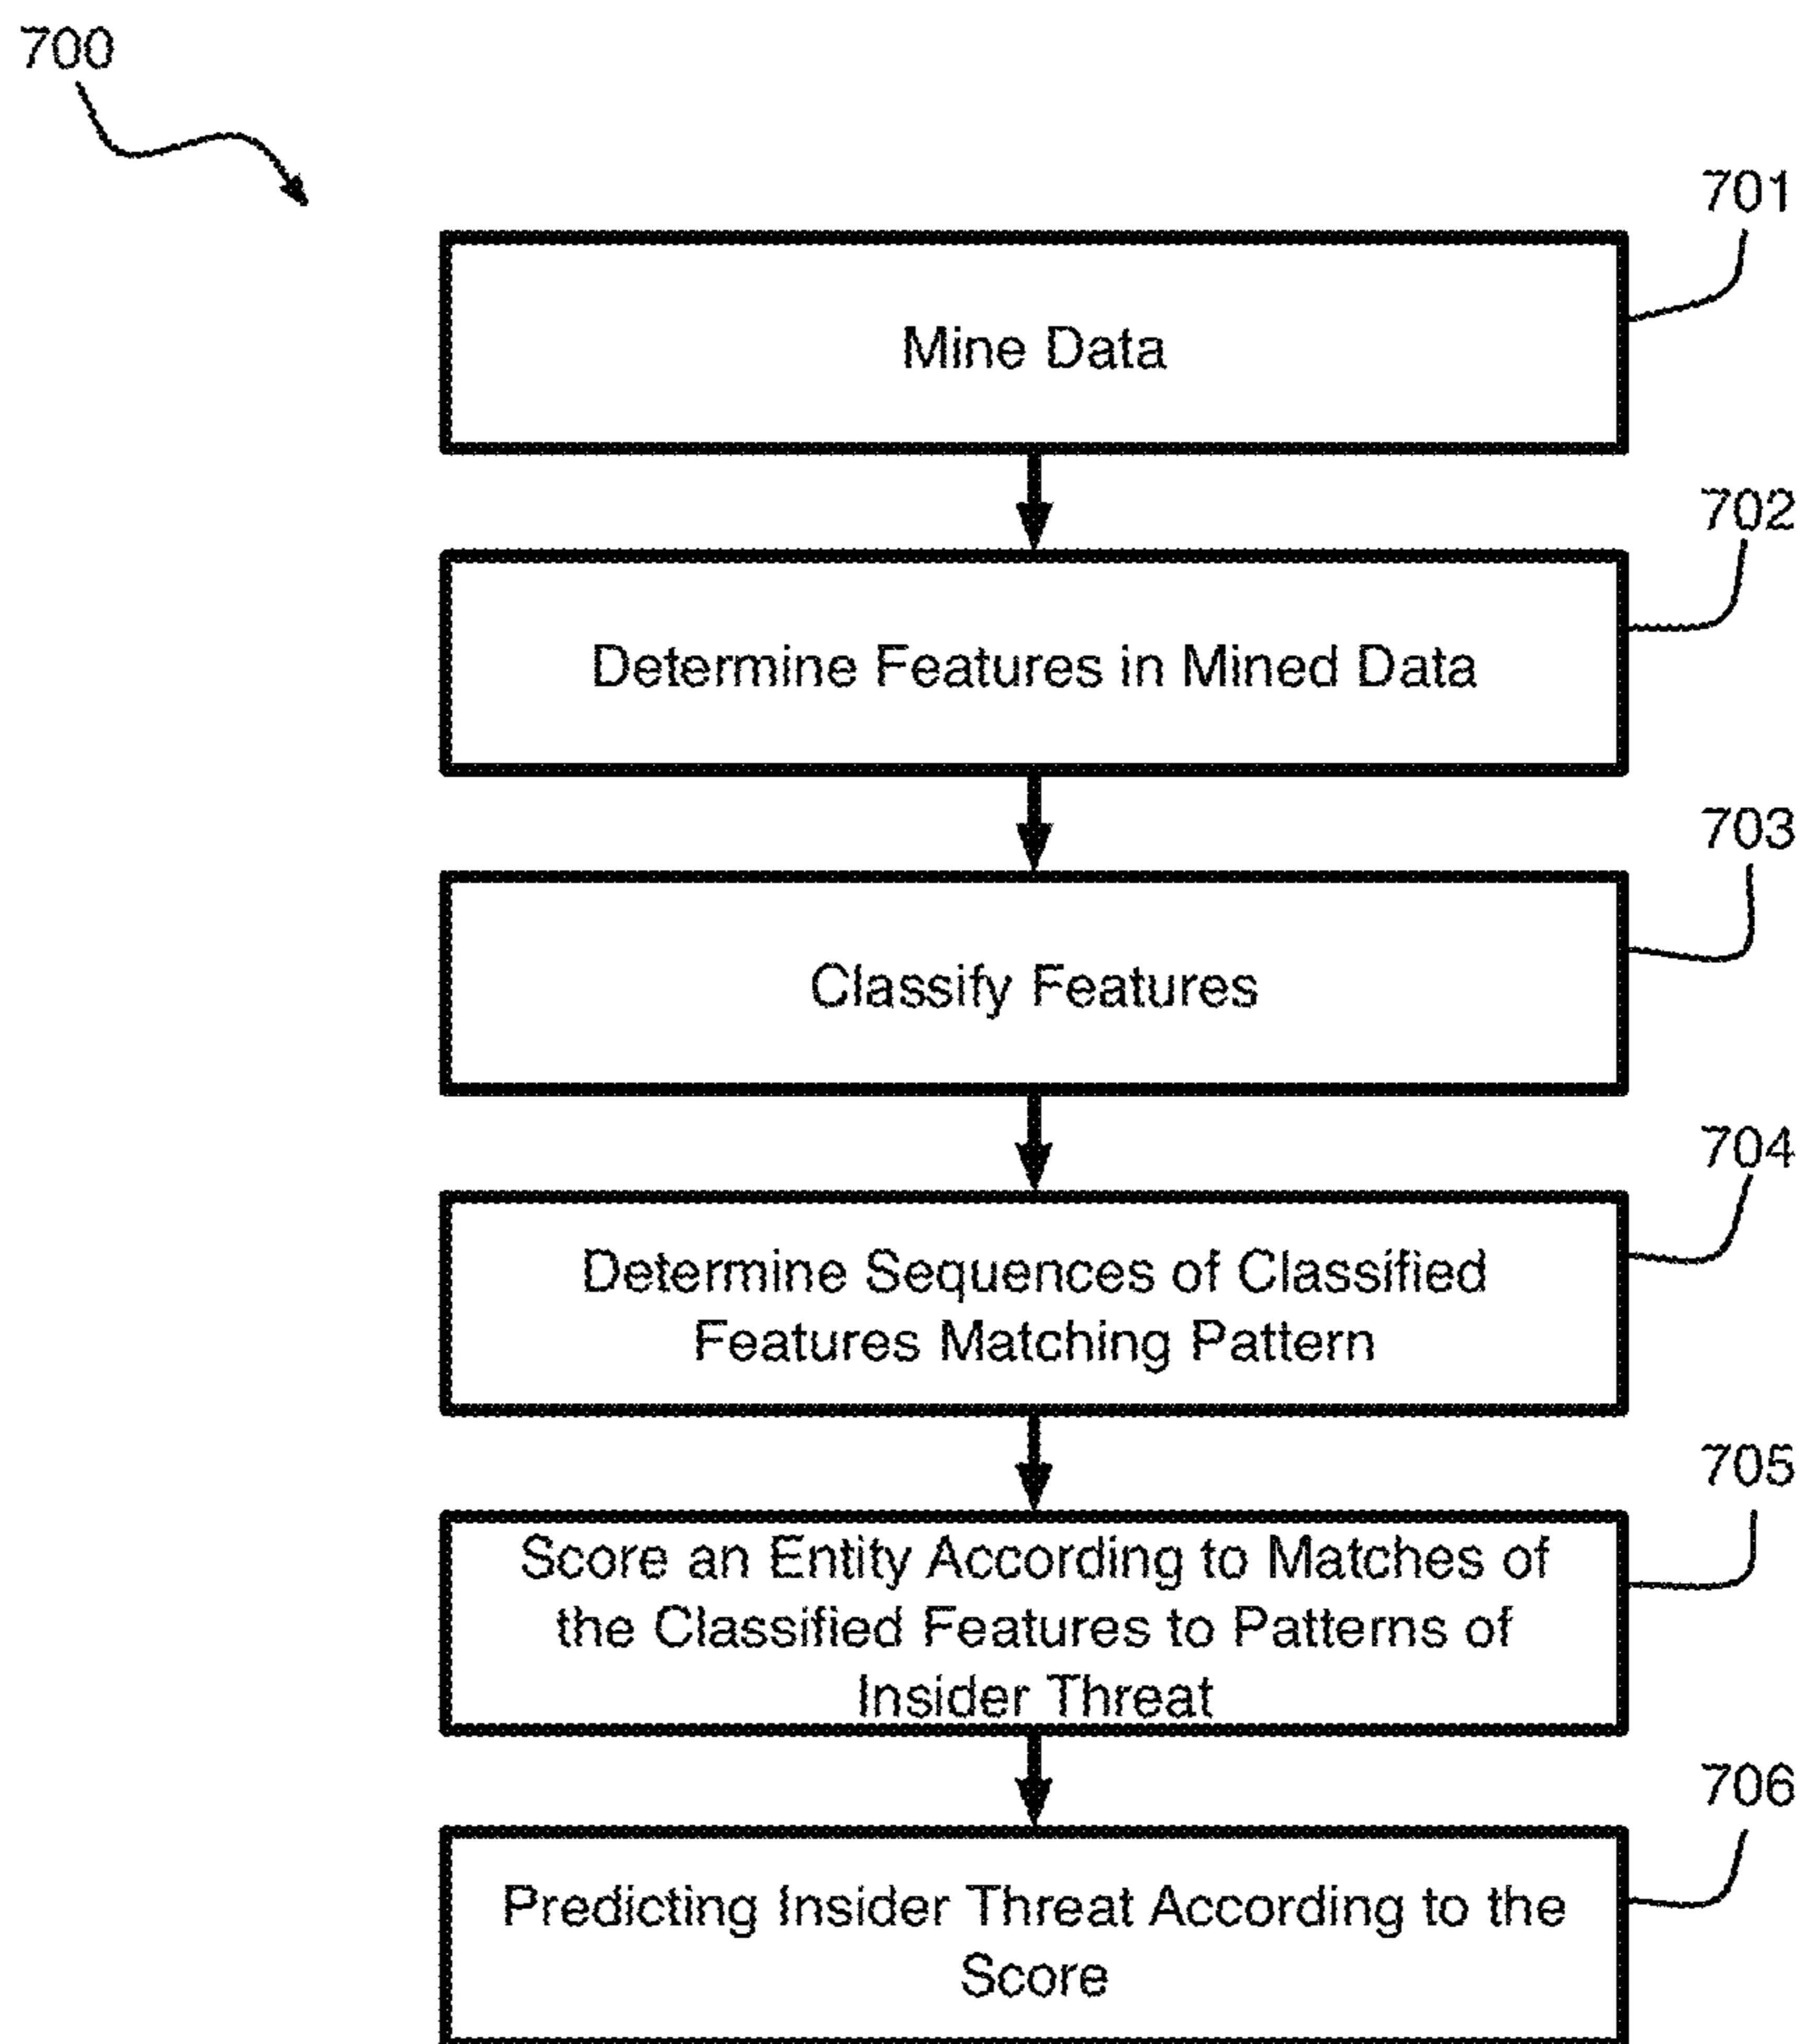 700
701
Mine Data
702
Determine Features in Mined Data
703
Classify Features
704
Determine Sequences of Classified
Features Matching Pattern
705
Score an Entity According to Matches of
the Classified Features to Patterns of
Insider Threat
706
Predicting Insider Threat According to the
Score